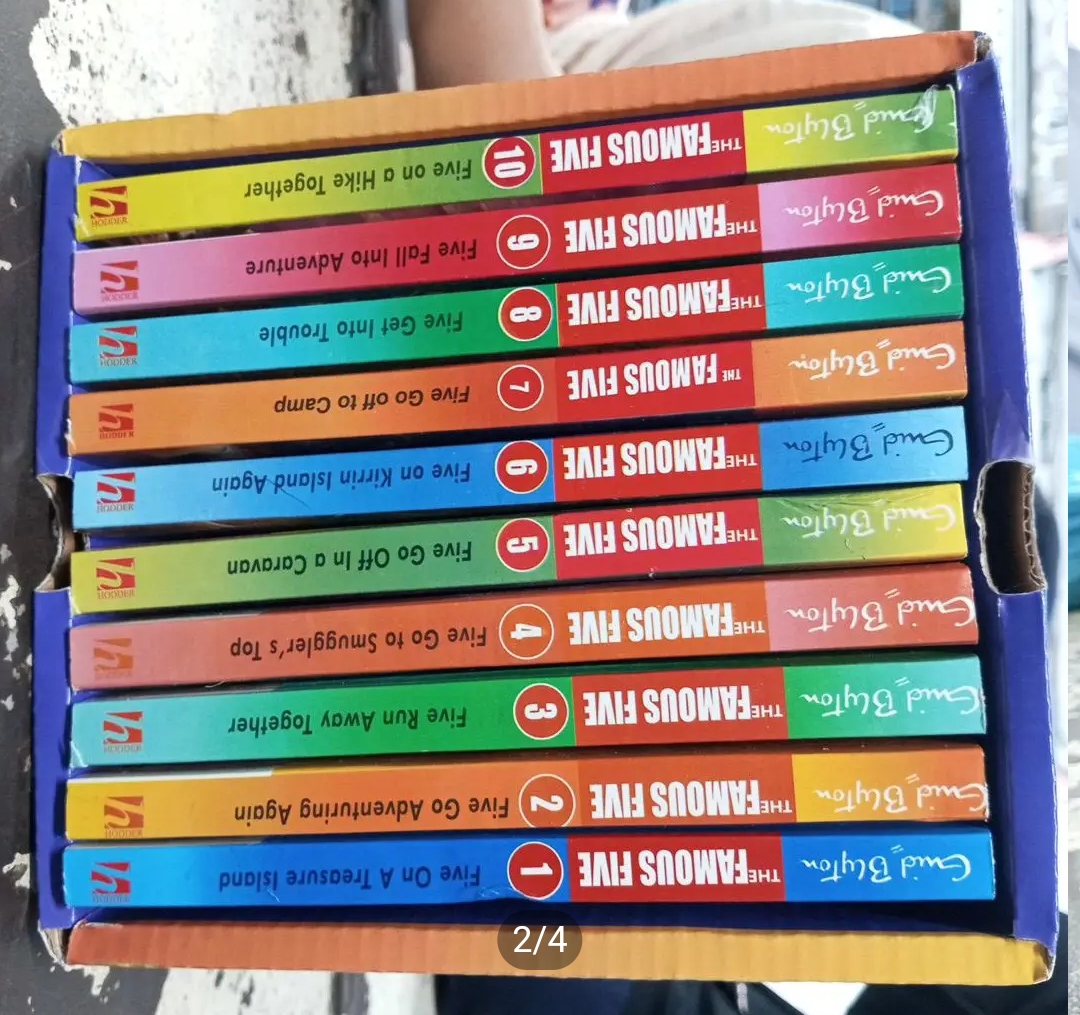 Enid Blyton THE FAMOUS FIVE 1 Five On A Treasure Island h HODDER
Enid Blyton THE FAMOUS FIVE 2 Five Go Adventuring Again h HODDER
Enid Blyton THE FAMOUS FIVE 3 Five Run Away Together h HODDER
Enid Blyton THE FAMOUS FIVE 4 Five Go to Smuggler's Top h HODDER
Enid Blyton THE FAMOUS FIVE 5 Five Go Off In a Caravan h HODDER
Enid Blyton THE FAMOUS FIVE 6 Five on Kirrin Island Again h HODDER
Enid Blyton THE FAMOUS FIVE 7 Five Go off to Camp h HODDER
Enid Blyton THE FAMOUS FIVE 8 Five Get Into Trouble h HODDER
Enid Blyton THE FAMOUS FIVE 9 Five Fall Into Adventure h HODDER
Enid Blyton THE FAMOUS FIVE 10 Five on a Hike Together h HODDER
2/4